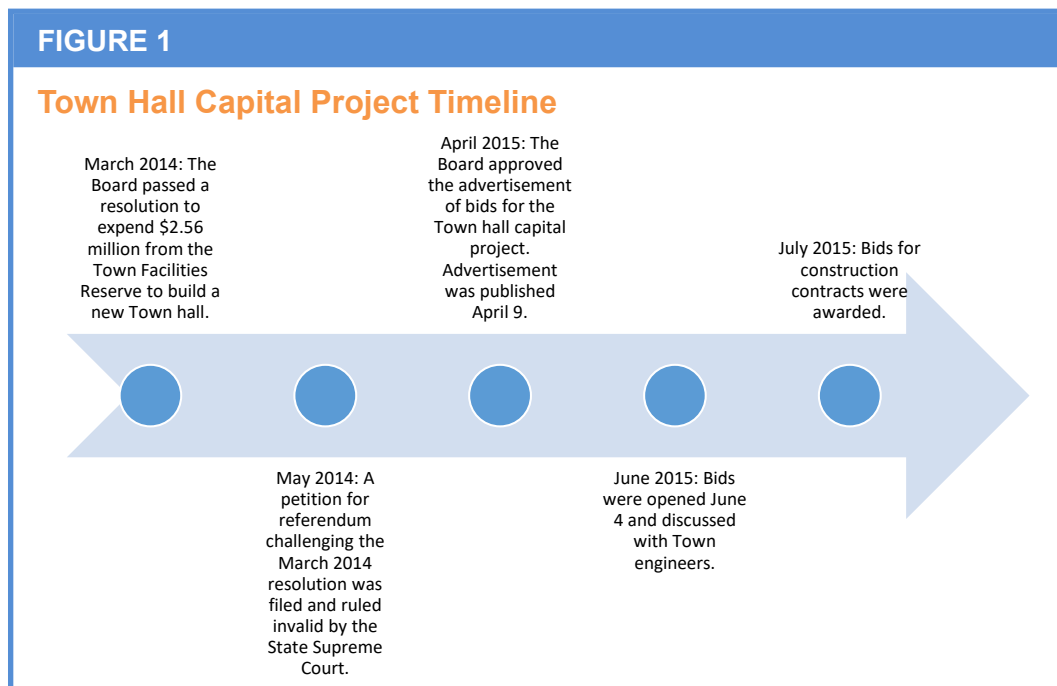 FIGURE 1
Town Hall Capital Project Timeline
March 2014: The
Board passed a
resolution to
expend $2.56
million from the
Town Facilities
Reserve to build a
new Town hall.
May 2014: A
petition for
referendum
challenging the
March 2014
resolution was
filed and ruled
invalid by the
State Supreme
Court.
April 2015: The
Board approved
the advertisement
of bids for the
Town hall capital
project.
Advertisement
was published
April 9.
June 2015: Bids
were opened June
4 and discussed
with Town
engineers.
July 2015: Bids for
construction
contracts were
awarded.